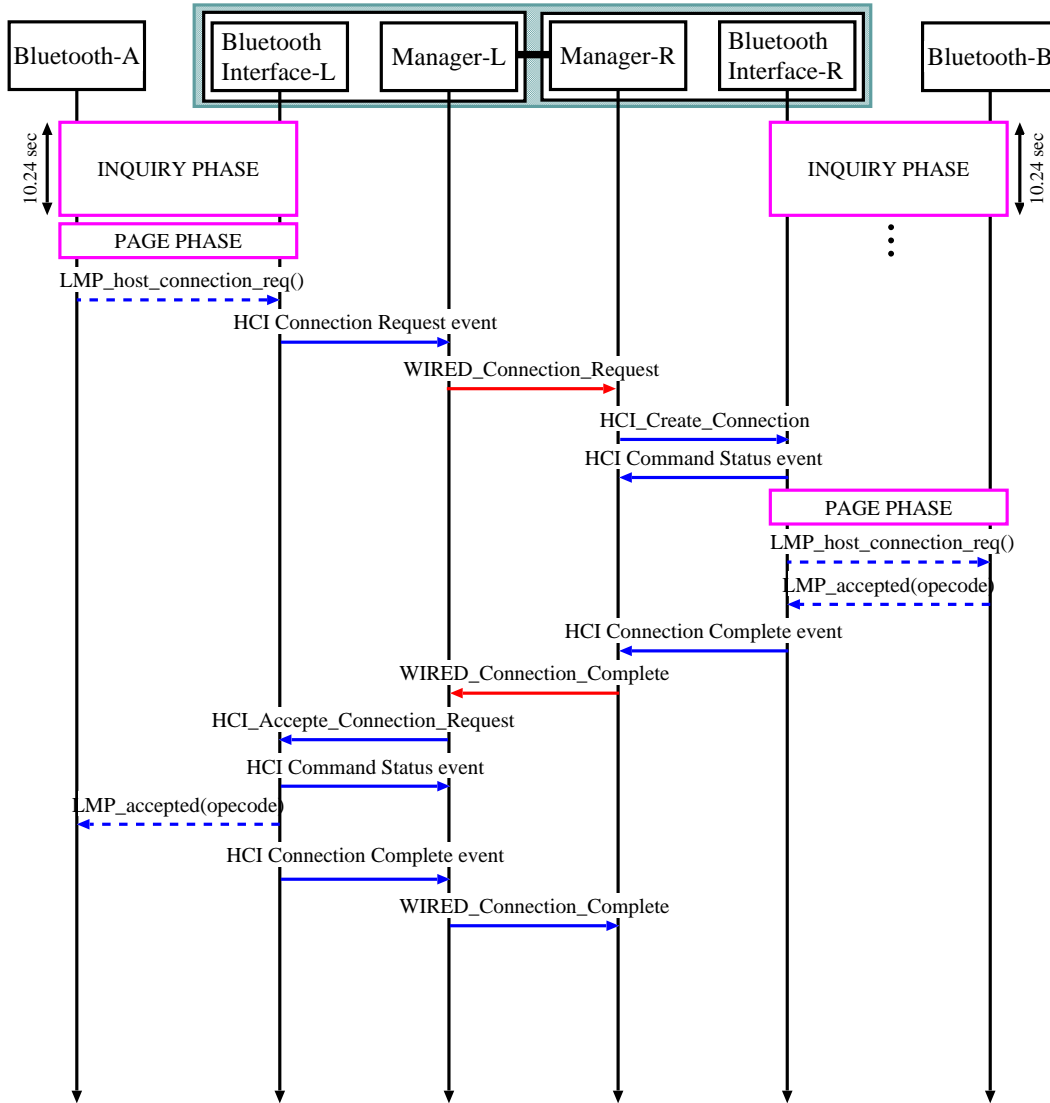 Bluetooth-A
Bluetooth
Interface-L
Manager-L
Manager-R
Bluetooth
Interface-R
Bluetooth-B
10.24 sec
INQUIRY PHASE
INQUIRY PHASE
10.24 sec
PAGE PHASE
LMP_host_connection_req()
HCI Connection Request event
WIRED_Connection_Request
HCI_Create_Connection
HCI Command Status event
PAGE PHASE
LMP_host_connection_req()
LMP_accepted(opecode)
HCI Connection Complete event
WIRED_Connection_Complete
HCI_Accepte_Connection_Request
HCI Command Status event
LMP_accepted(opecode)
HCI Connection Complete event
WIRED_Connection_Complete